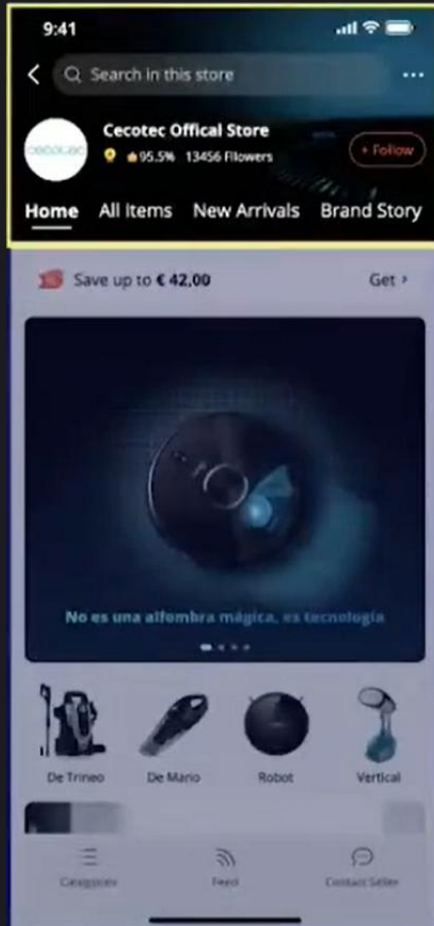 9:41
Search in this store
cecotec
Cecotec Offical Store
95.5% 13456 Fllowers
+ Follow
Home All items New Arrivals Brand Story
Save up to € 42,00
Get >
No es una alfombra mágica, es tecnología
De Trineo De Mano Robot Vertical
Categories Feed Contact Seller